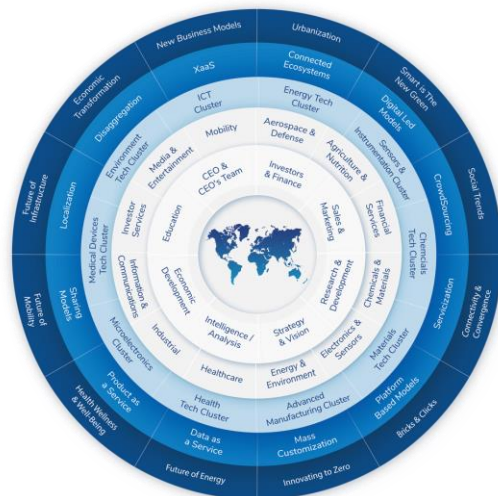 New Business Models
Urbanization
Smart is The
New Green
Social Trends
Connectivity &
Convergence
Bricks & Clicks
Innovating to Zero
Future of Energy
Health Wellness
& Well-Being
Future of
Mobility
Future of
Infrastructure
Economic
Transformation
XaaS
Connected
Ecosystems
Digital Led
Models
CrowdSourcing
Servicization
Platform
Based Models
Mass
Customization
Data as
a Service
Product as
a Service
Sharing
Models
Localization
Disaggregation
ICT
Cluster
Energy Tech
Cluster
Sensors &
Instrumentation Cluster
Chemcials
Tech Cluster
Materials
Tech Cluster
Advanced
Manufacturing Cluster
Health
Tech Cluster
Microelectronics
Cluster
Medical Devices
Tech Cluster
Environment
Tech Cluster
Mobility
Aerospace &
Defense
Agriculture &
Nutrition
Financial
Services
Chemicals &
Materials
Electronics &
Sensors
Energy &
Environment
Healthcare
Industrial
Information &
Communications
Investor
Services
Media &
Entertainment
CEO &
CEO's Team
Investors
& Finance
Sales &
Marketing
Research &
Development
Strategy
& Vision
Intelligence /
Analysis
Economic
Development
Education